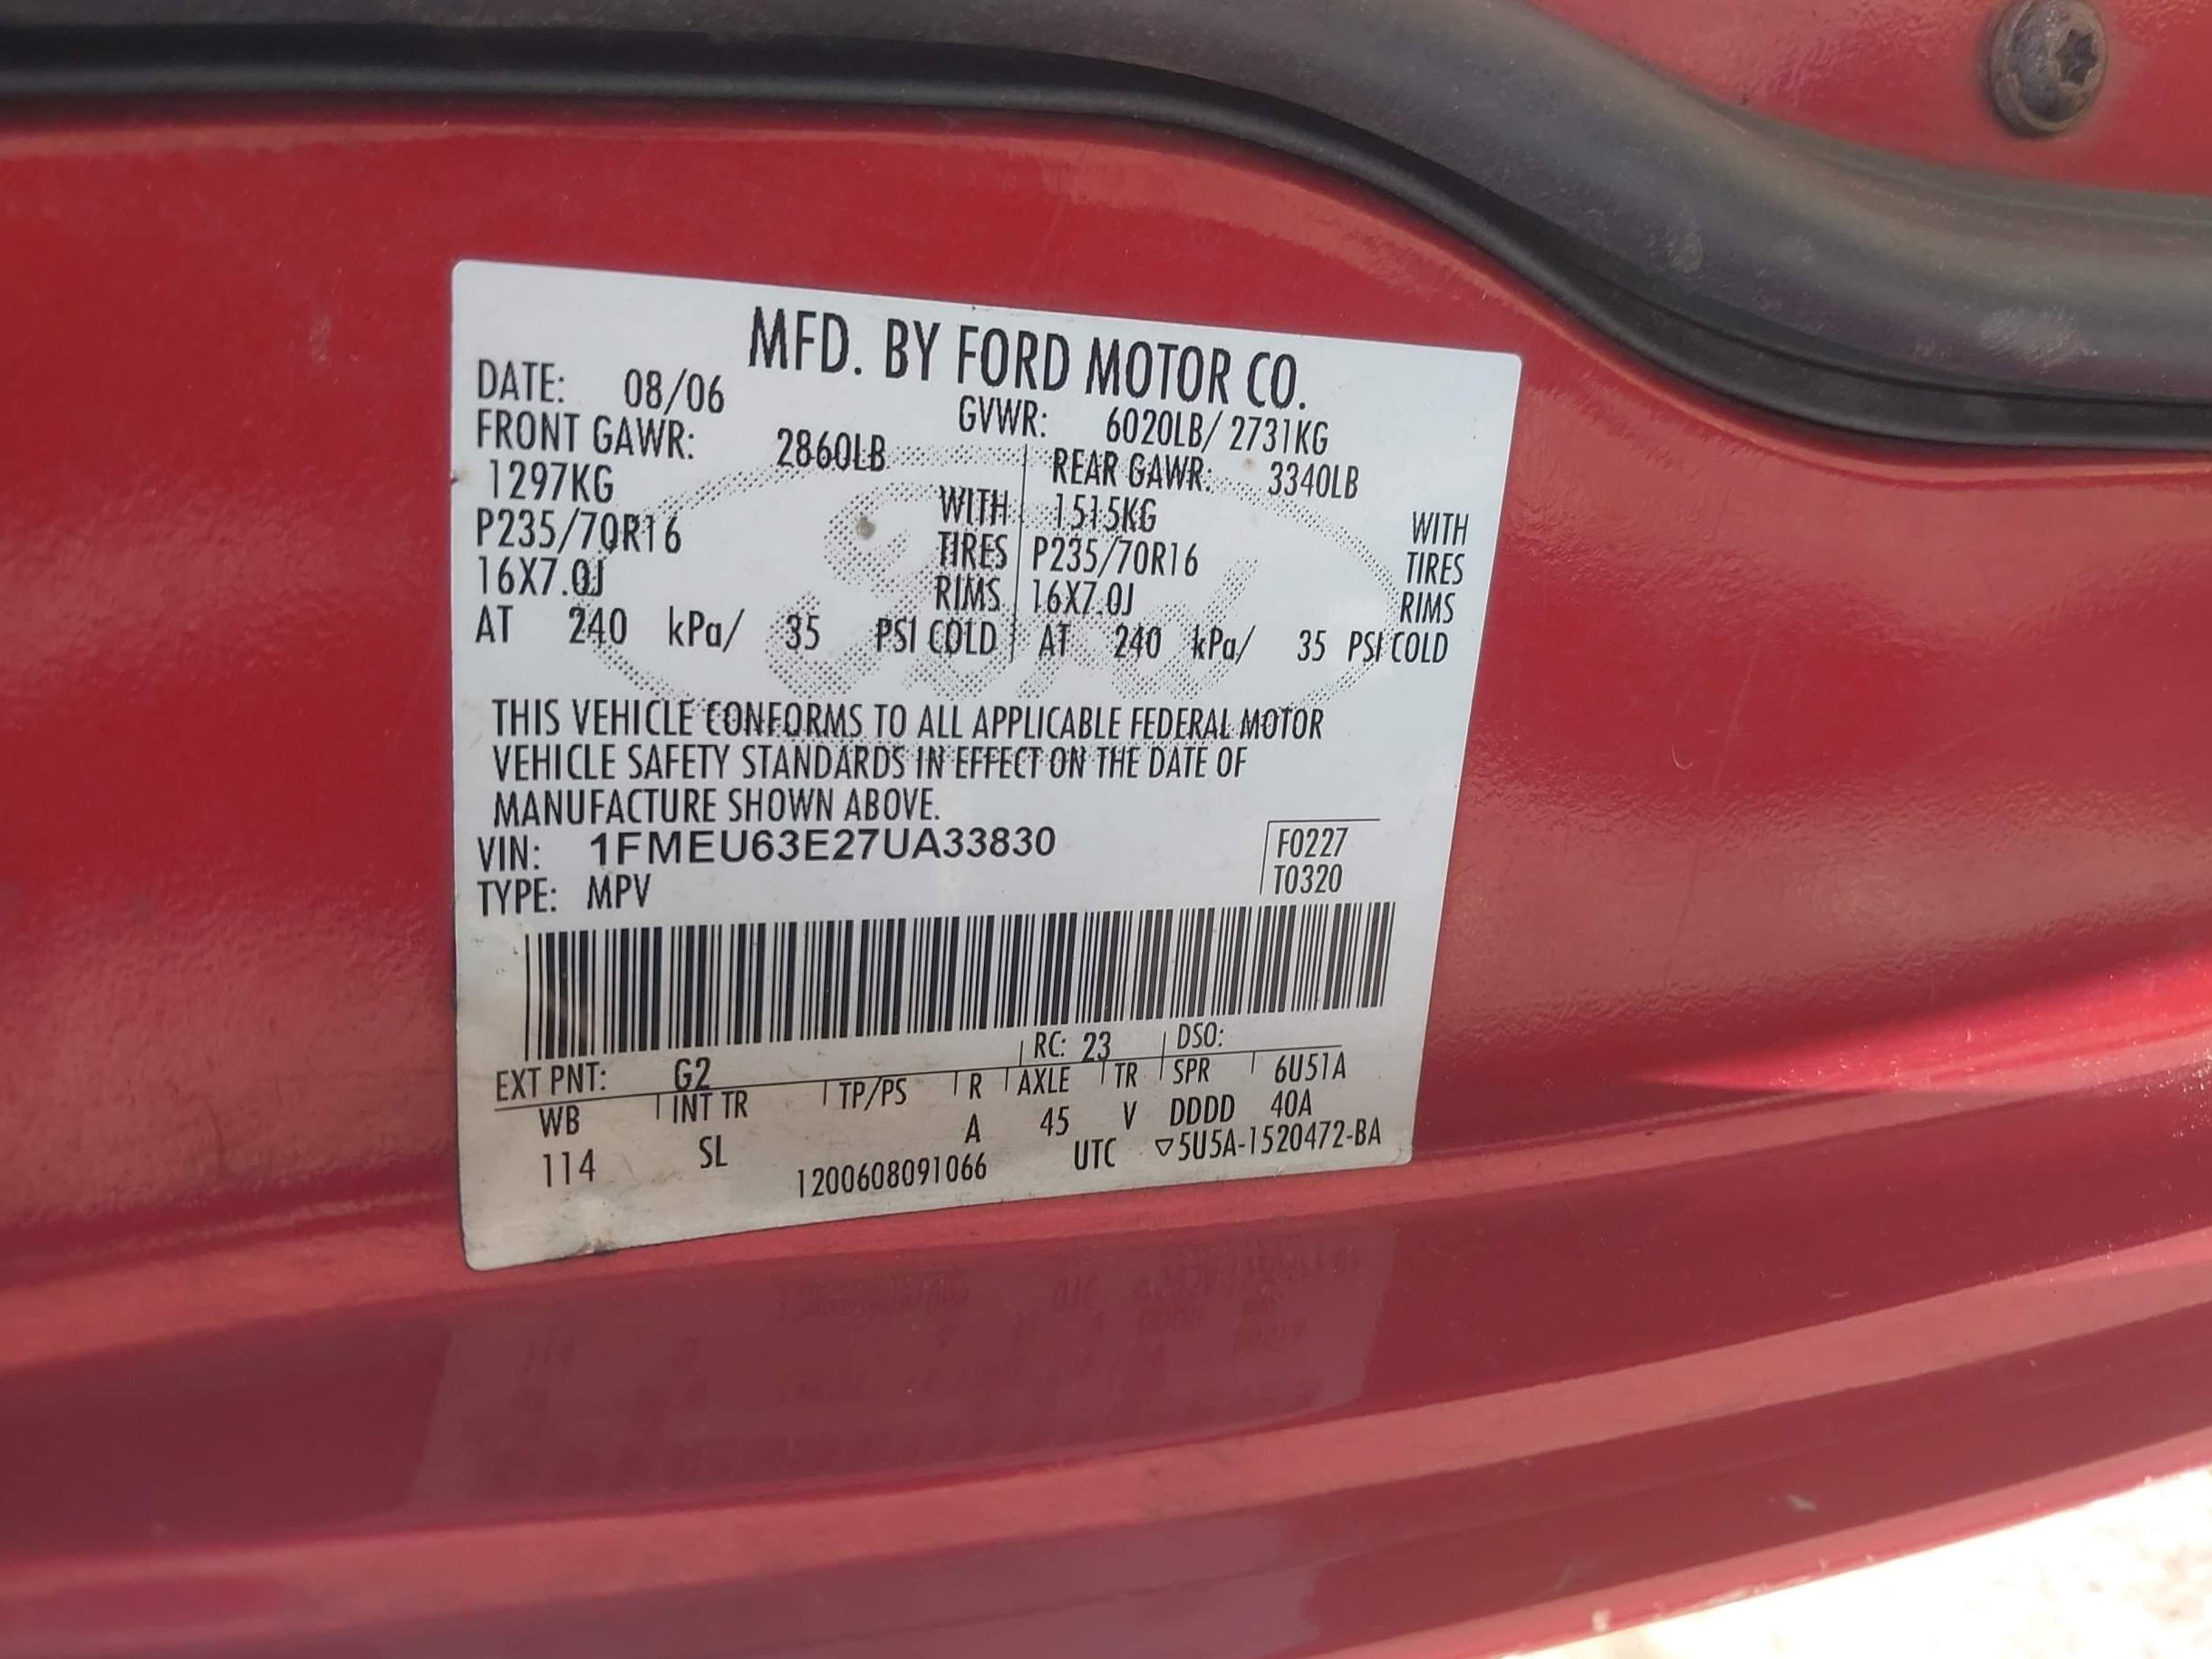 MFD. BY FORD MOTOR CO.
DATE: 08/06 GVWR: 6020LB/ 2731KG
FRONT GAWR: 2860LB REAR GAWR: 3340LB
1297KG WITH 1515KG WITH
P235/70R16 TIRES P235/70R16 TIRES
16X7.0J RIMS 16X7.0J RIMS
AT 240 kPa/ 35 PSI COLD AT 240 kPa/ 35 PSI COLD
THIS VEHICLE CONFORMS TO ALL APPLICABLE FEDERAL MOTOR
VEHICLE SAFETY STANDARDS IN EFFECT ON THE DATE OF
MANUFACTURE SHOWN ABOVE.
VIN: 1FMEU63E27UA33830 F0227
TYPE: MPV T0320
RC: 23 DSO:
EXT PNT: G2
WB INT TR TP/PS R AXLE TR SPR 6U51A
114 SL A 45 V DDDD 40A
1200608091066 UTC ▽5U5A-1520472-BA
Ford